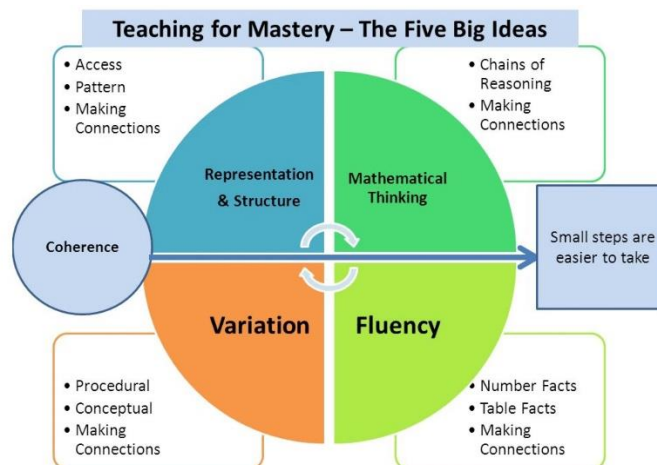 Teaching for Mastery – The Five Big Ideas
• Access
• Pattern
• Making
Connections
• Chains of
Reasoning
• Making
Connections
Representation
& Structure
Mathematical
Thinking
Coherence
Small steps are
easier to take
Variation
Fluency
• Procedural
• Conceptual
• Making
Connections
• Number Facts
• Table Facts
• Making
Connections